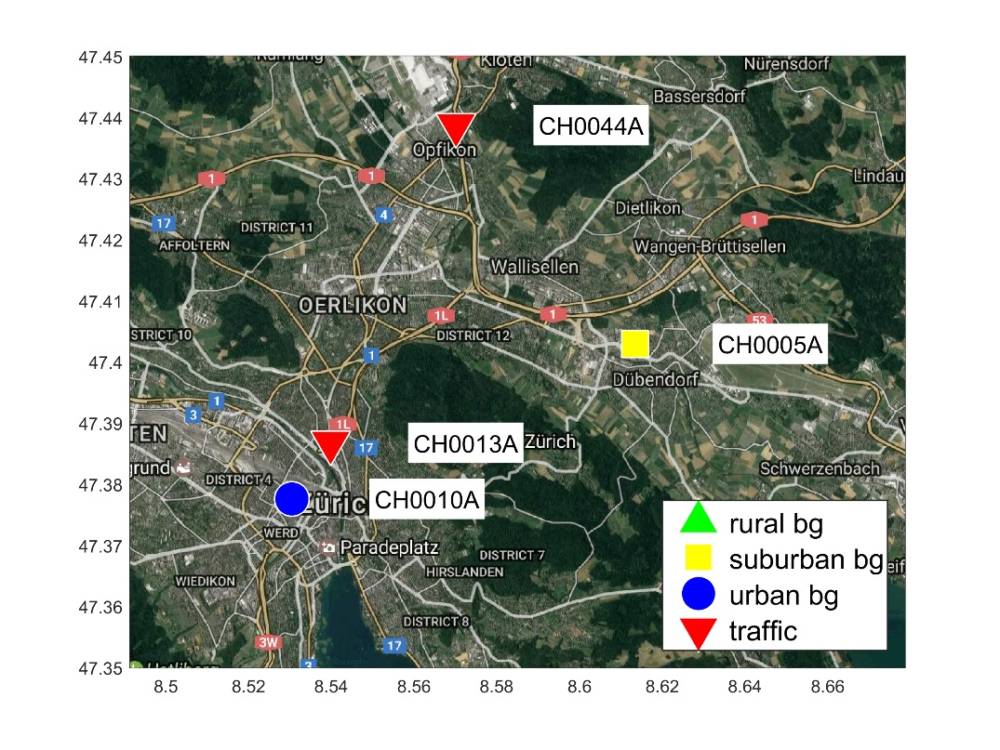 47.45
47.44
47.43
47.42
47.41
47.4
47.39
47.38
47.37
47.36
47.35
8.5
8.52
8.54
8.56
8.58
8.6
8.62
8.64
8.66
Kloten
Nürensdorf
Bassersdorf
CH0044A
Opfikon
1
1
Lindau
4
17
DISTRICT 11
Dietlikon
1
AFFOLTERN
Wangen-Brüttisellen
Wallisellen
OERLIKON
1L
1
53
STRICT 10
DISTRICT 12
CH0005A
1
Dübendorf
1
3
1L
TEN
CH0013A
Zürich
17
grund
DISTRICT 4
Schwerzenbach
Züric
CH0010A
WERD
Paradeplatz
DISTRICT 7
HIRSLANDEN
WIEDIKON
DISTRICT 8
3W
17
3
rural bg
suburban bg
urban bg
traffic